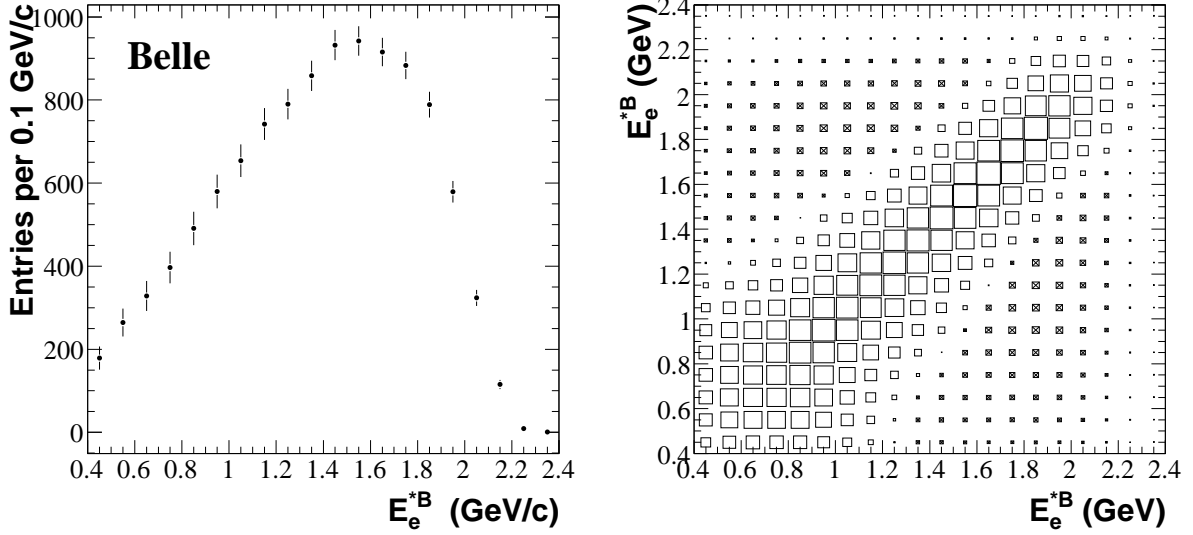 Entries per 0.1 GeV/c
Belle
1000
800
600
400
200
0
0.4 0.6 0.8 1 1.2 1.4 1.6 1.8 2 2.2 2.4
E_e^{*B} (GeV/c)
E_e^{*B} (GeV)
2.4
2.2
2
1.8
1.6
1.4
1.2
1
0.8
0.6
0.4
0.4 0.6 0.8 1 1.2 1.4 1.6 1.8 2 2.2 2.4
E_e^{*B} (GeV)